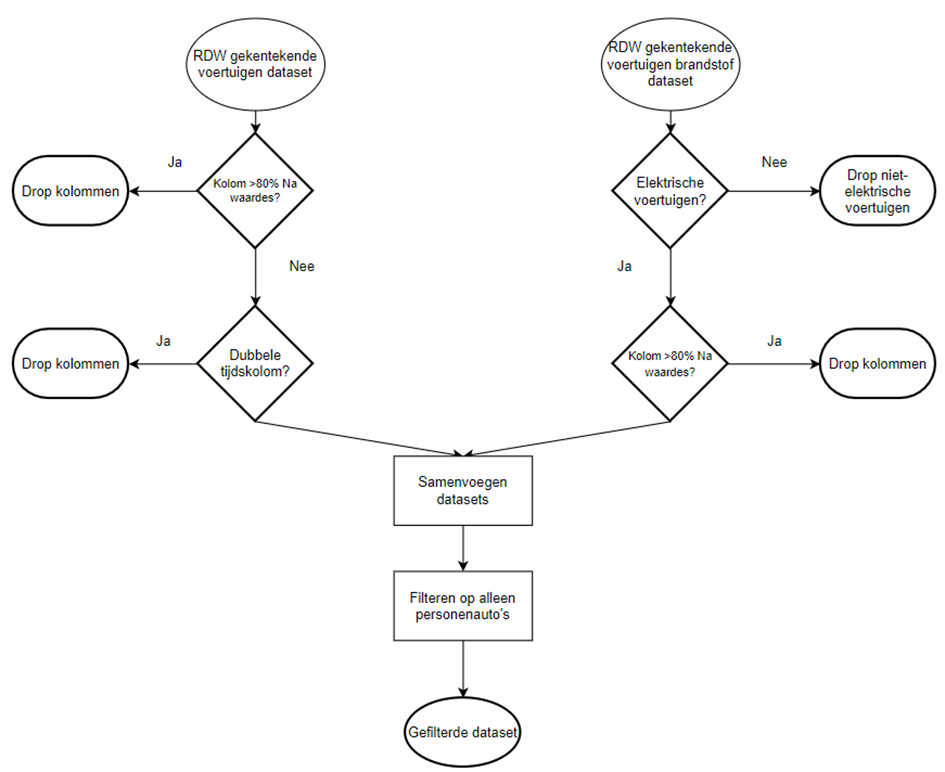 RDW gekentekende
voertuigen dataset
RDW gekentekende
voertuigen brandstof
dataset
Ja
Nee
Drop kolommen
Kolom >80% Na
waardes?
Elektrische
voertuigen?
Drop niet-
elektrische
voertuigen
Nee
Ja
Ja
Ja
Drop kolommen
Dubbele
tijdskolom?
Kolom >80% Na
waardes?
Drop kolommen
Samenvoegen
datasets
Filteren op alleen
personenauto's
Gefilterde dataset